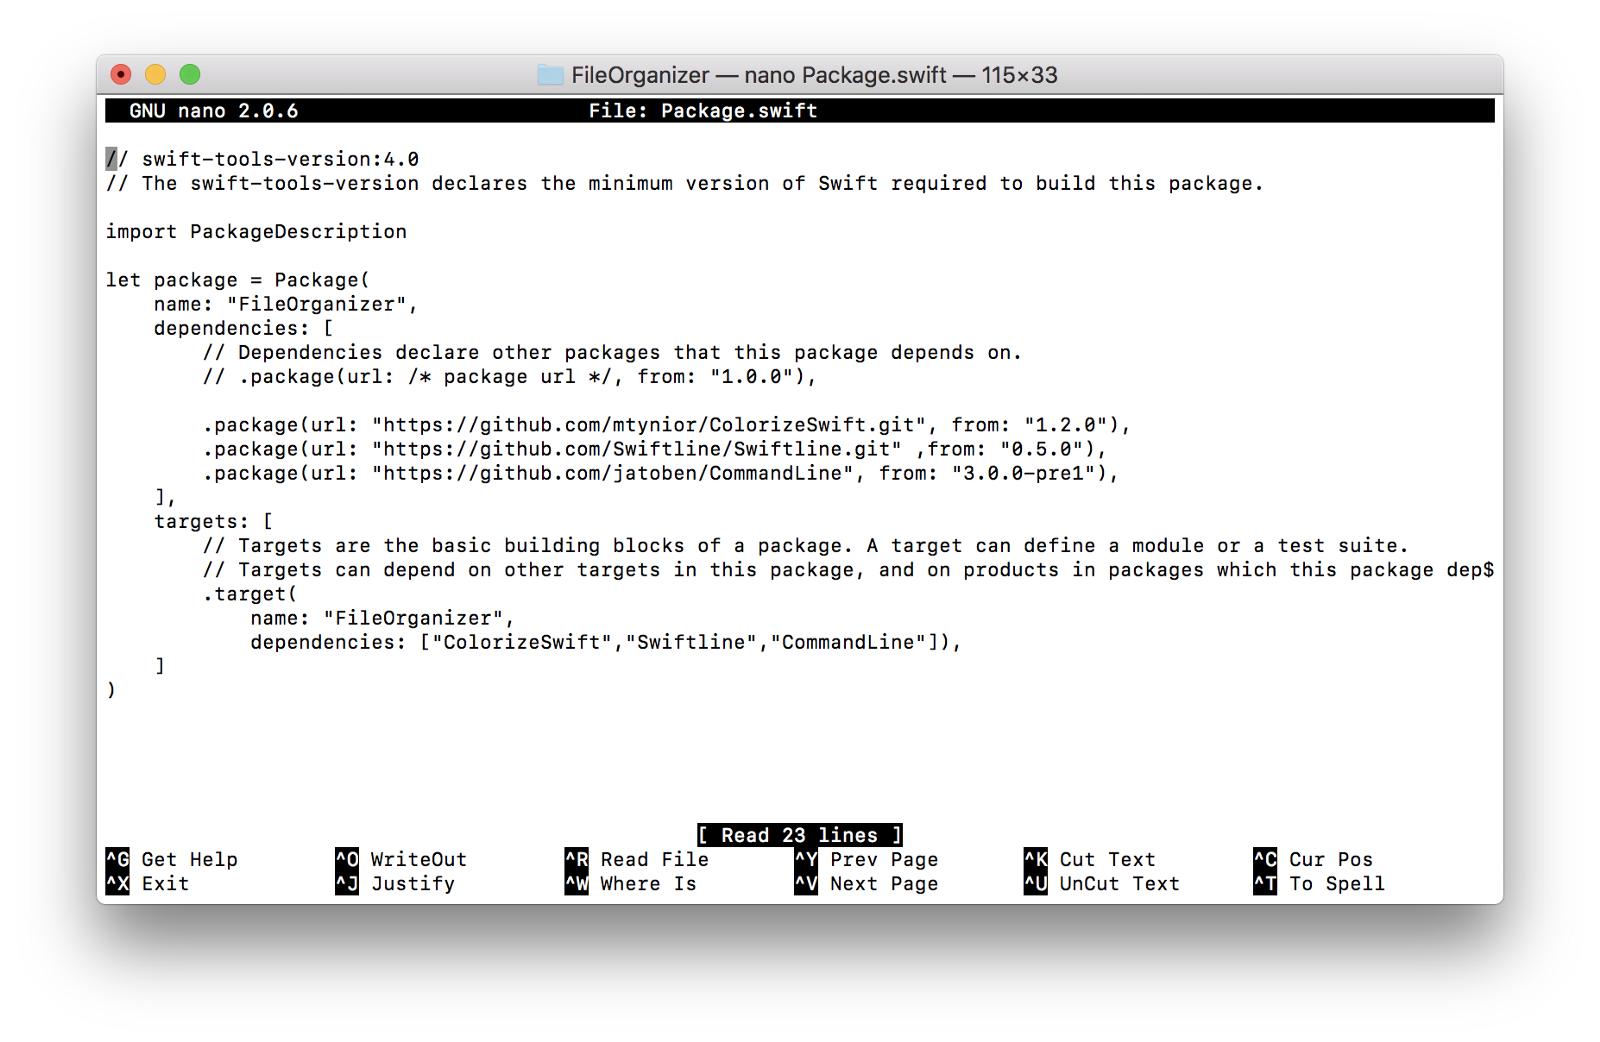 FileOrganizer — nano Package.swift — 115×33
GNU nano 2.0.6 File: Package.swift
// swift-tools-version:4.0
// The swift-tools-version declares the minimum version of Swift required to build this package.
import PackageDescription
let package = Package(
    name: "FileOrganizer",
    dependencies: [
        // Dependencies declare other packages that this package depends on.
        // .package(url: /* package url */, from: "1.0.0"),
        .package(url: "https://github.com/mtynior/ColorizeSwift.git", from: "1.2.0"),
        .package(url: "https://github.com/Swiftline/Swiftline.git" ,from: "0.5.0"),
        .package(url: "https://github.com/jatoben/CommandLine", from: "3.0.0-pre1"),
    ],
    targets: [
        // Targets are the basic building blocks of a package. A target can define a module or a test suite.
        // Targets can depend on other targets in this package, and on products in packages which this package dep$
        .target(
            name: "FileOrganizer",
            dependencies: ["ColorizeSwift","Swiftline","CommandLine"]),
    ]
)
[ Read 23 lines ]
^G Get Help ^O WriteOut ^R Read File ^Y Prev Page ^K Cut Text ^C Cur Pos
^X Exit ^J Justify ^W Where Is ^V Next Page ^U UnCut Text ^T To Spell